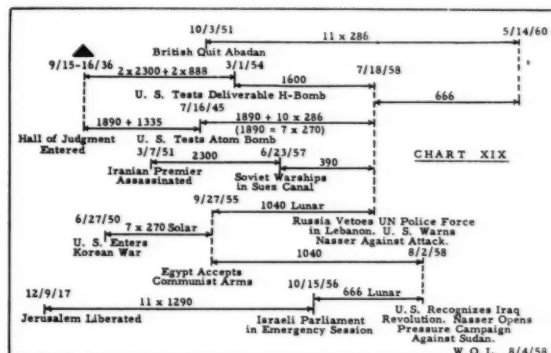 10/3/51 11 x 286 5/14/60
British Quit Abadan
9/15-16/36 2 x 2300 + 2 x 888 3/1/54 1600 7/18/58
U. S. Tests Deliverable H-Bomb 666
7/16/45
1890 + 1335 1890 + 10 x 286
Hall of Judgment U. S. Tests Atom Bomb (1890 = 7 x 270)
Entered
3/7/51 2300 6/23/57 CHART XIX
390
Iranian Premier Soviet Warships
Assassinated in Suez Canal
9/27/55 1040 Lunar
6/27/50 Russia Vetoes UN Police Force
7 x 270 Solar in Lebanon. U. S. Warns
U. S. Enters Nasser Against Attack.
Korean War
1040 8/2/58
Egypt Accepts
Communist Arms
12/9/17 10/15/56 666 Lunar
11 x 1290
Jerusalem Liberated Israeli Parliament U.S. Recognizes Iraq
in Emergency Session Revolution. Nasser Opens
Pressure Campaign
Against Sudan.
W. O. L. 8/4/58